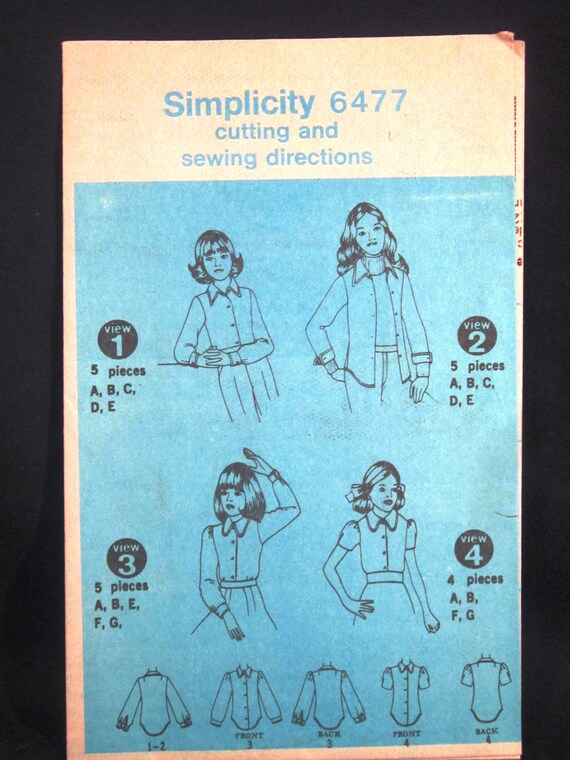 Simplicity 6477
cutting and
sewing directions
view
1
5 pieces
A, B, C,
D, E
view
2
5 pieces
A, B, C,
D, E
view
3
5 pieces
A, B, E,
F, G,
view
4
4 pieces
A, B,
F, G
1-2
FRONT
3
BACK
3
FRONT
4
BACK
4